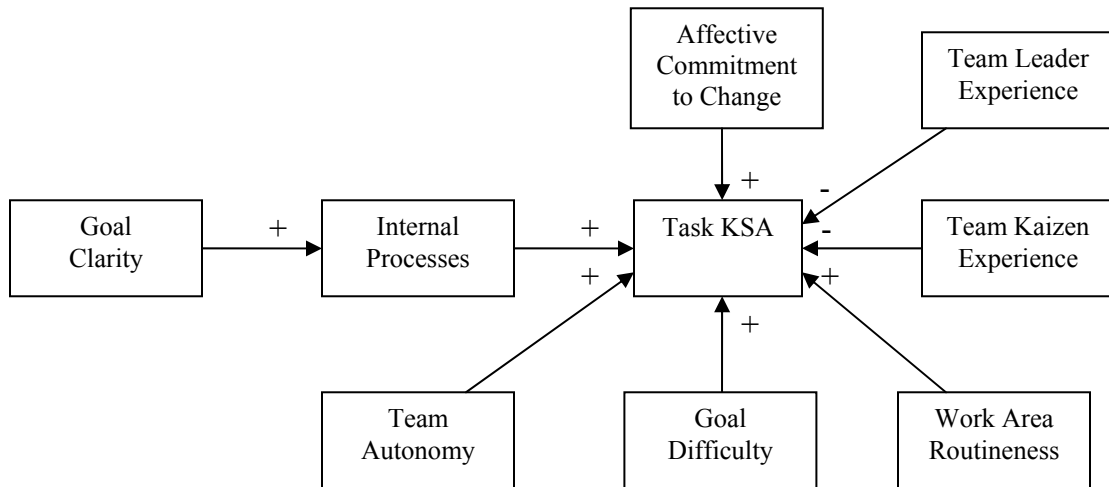 Affective
Commitment
to Change
Team Leader
Experience
+
-
Goal
Clarity
+
Internal
Processes
+
Task KSA
-
Team Kaizen
Experience
+
+
+
Team
Autonomy
Goal
Difficulty
Work Area
Routineness